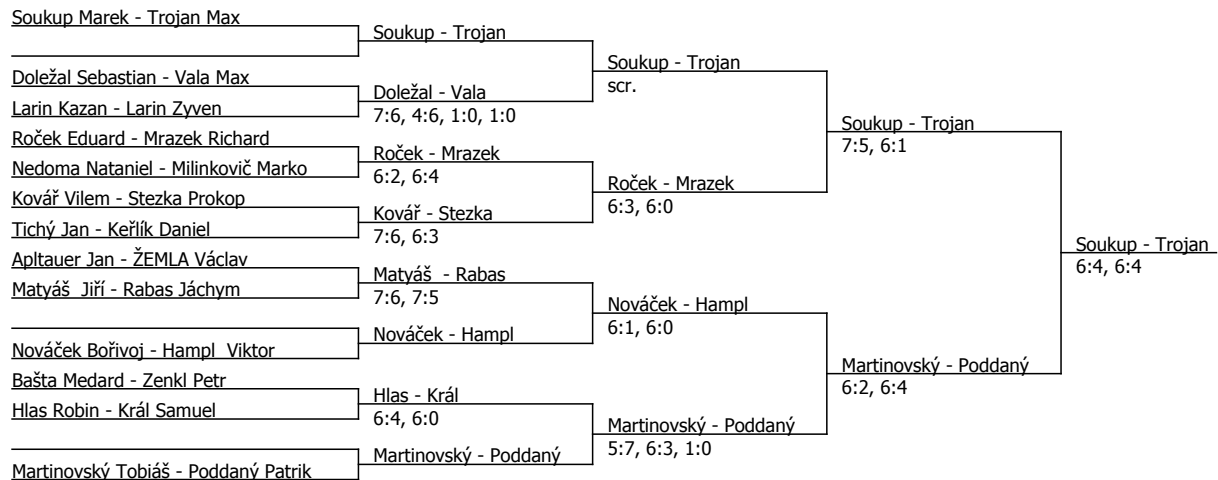 Soukup Marek - Trojan Max
Doležal Sebastian - Vala Max
Larin Kazan - Larin Zyven
Roček Eduard - Mrazek Richard
Nedoma Nataniel - Milinkovič Marko
Kovář Vilem - Stezka Prokop
Tichý Jan - Keřlík Daniel
Apltauer Jan - ŽEMLA Václav
Matyáš  Jiří - Rabas Jáchym
Nováček Bořivoj - Hampl  Viktor
Bašta Medard - Zenkl Petr
Hlas Robin - Král Samuel
Martinovský Tobiáš - Poddaný Patrik
Soukup - Trojan
Doležal - Vala
7:6, 4:6, 1:0, 1:0
Roček - Mrazek
6:2, 6:4
Kovář - Stezka
7:6, 6:3
Matyáš  - Rabas
7:6, 7:5
Nováček - Hampl
Hlas - Král
6:4, 6:0
Martinovský - Poddaný
Soukup - Trojan
scr.
Roček - Mrazek
6:3, 6:0
Nováček - Hampl
6:1, 6:0
Martinovský - Poddaný
5:7, 6:3, 1:0
Soukup - Trojan
7:5, 6:1
Martinovský - Poddaný
6:2, 6:4
Soukup - Trojan
6:4, 6:4